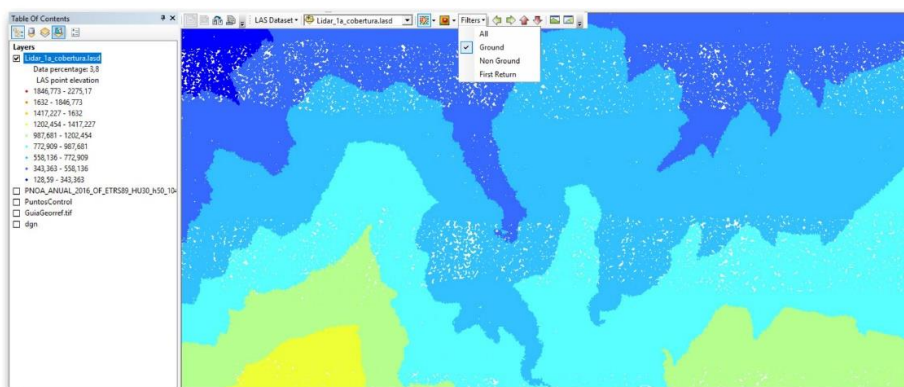 Table Of Contents
Layers
Lidar_1a_cobertura.lasd
Data percentage: 3,8
LAS point elevation
1846,773 - 2275,17
1632 - 1846,773
1417,227 - 1632
1202,454 - 1417,227
987,681 - 1202,454
772,909 - 987,681
558,136 - 772,909
343,363 - 558,136
128,59 - 343,363
PNOA_ANUAL_2016_OF_ETRS89_HU30_h50_104
PuntosControl
GuiaGeorref.tif
dgn
LAS Dataset
Lidar_1a_cobertura.lasd
Filters
All
Ground
Non Ground
First Return